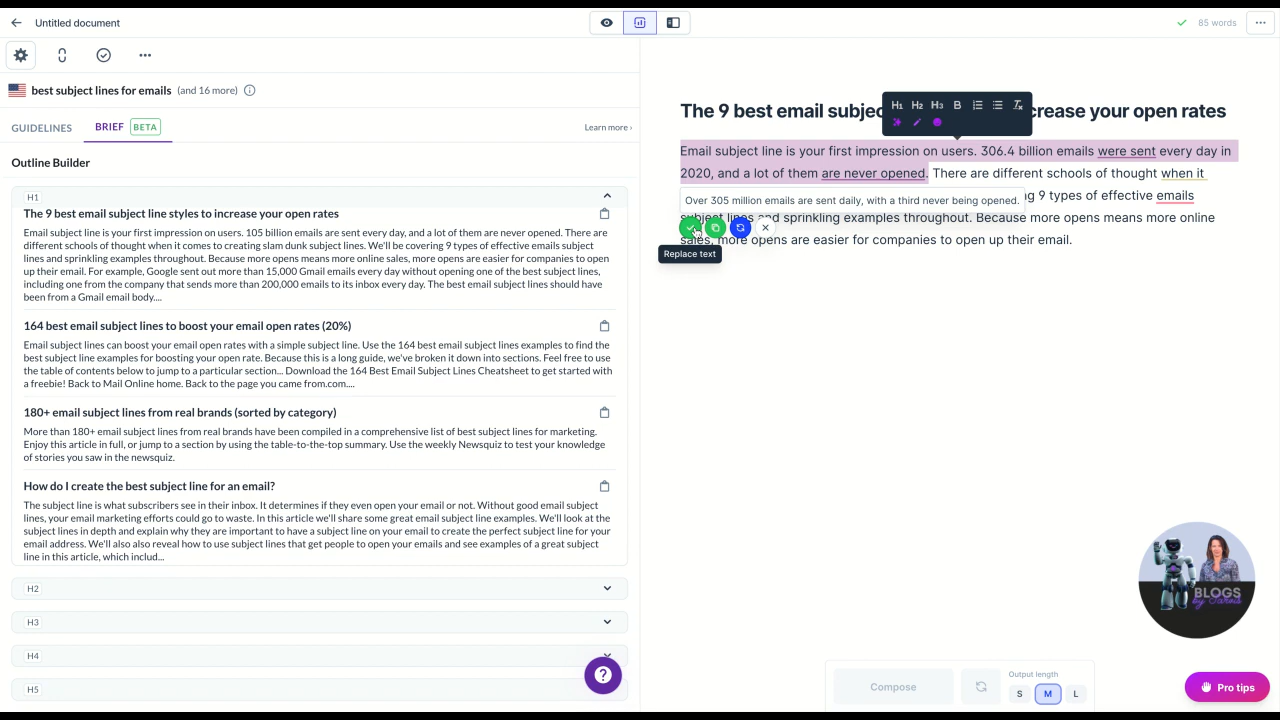 Untitled document
85 words
best subject lines for emails (and 16 more)
GUIDELINES
BRIEF BETA
Learn more ›
Outline Builder
H1
The 9 best email subject line styles to increase your open rates
Email subject lines is your first impression on users. 105 billion emails are sent every day, and a lot of them are never opened. There are
different schools of thought when it comes to creating slam dunk subject lines. We'll be covering 9 types of effective emails subject
lines and sprinkling examples throughout. Because more opens means more online sales, more opens are easier for companies to open
up their email. For example, Google sent out more than 15,000 Gmail emails every day without opening one of the best subject lines,
including one from the company that sends more than 200,000 emails to its inbox every day. The best email subject lines should have
been from a Gmail email body....
164 best email subject lines to boost your email open rates (20%)
Email subject lines can boost your email open rates with a simple subject line. Use the 164 best email subject lines examples to find the
best subject line examples for boosting your open rate. Because this is a long guide, we've broken it down into sections. Feel free to use
the table of contents below to jump to a particular section... Download the 164 Best Email Subject Lines Cheatsheet to get started with
a freebie! Back to Mail Online home. Back to the page you came from.com....
180+ email subject lines from real brands (sorted by category)
More than 180+ email subject lines from real brands have been compiled in a comprehensive list of best subject lines for marketing.
Enjoy this article in full, or jump to a section by using the table-to-the-top summary. Use the weekly Newsquiz to test your knowledge
of stories you saw in the newsquiz.
How do I create the best subject line for an email?
The subject line is what subscribers see in their inbox. It determines if they even open your email or not. Without good email subject
lines, your email marketing efforts could go to waste. In this article we'll share some great email subject line examples. We'll look at the
subject lines in depth and explain why they are important to have a subject line on your email to create the perfect subject line for your
email address. We'll also also reveal how to use subject lines that get people to open your emails and see examples of a great subject
line in this article, which includ...
H2
H3
H4
H5
H1 H2 H3 B
The 9 best email subjec crease your open rates
Email subject line is your first impression on users. 306.4 billion emails were sent every day in
2020, and a lot of them are never opened. There are different schools of thought when it
g 9 types of effective emails
Over 305 million emails are sent daily, with a third never being opened.
subject lines and sprinkling examples throughout. Because more opens means more online
sales, more opens are easier for companies to open up their email.
Replace text
BLOGS
by Jarvis
Compose
Output length
S M L
Pro tips